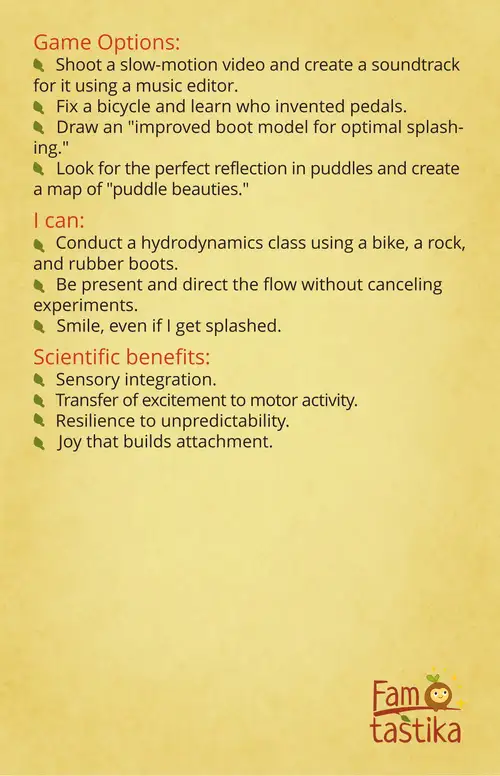 Game Options:
Shoot a slow-motion video and create a soundtrack
for it using a music editor.
Fix a bicycle and learn who invented pedals.
Draw an "improved boot model for optimal splash-
ing."
Look for the perfect reflection in puddles and create
a map of "puddle beauties."
I can:
Conduct a hydrodynamics class using a bike, a rock,
and rubber boots.
Be present and direct the flow without canceling
experiments.
Smile, even if I get splashed.
Scientific benefits:
Sensory integration.
Transfer of excitement to motor activity.
Resilience to unpredictability.
Joy that builds attachment.
Fam
tastika